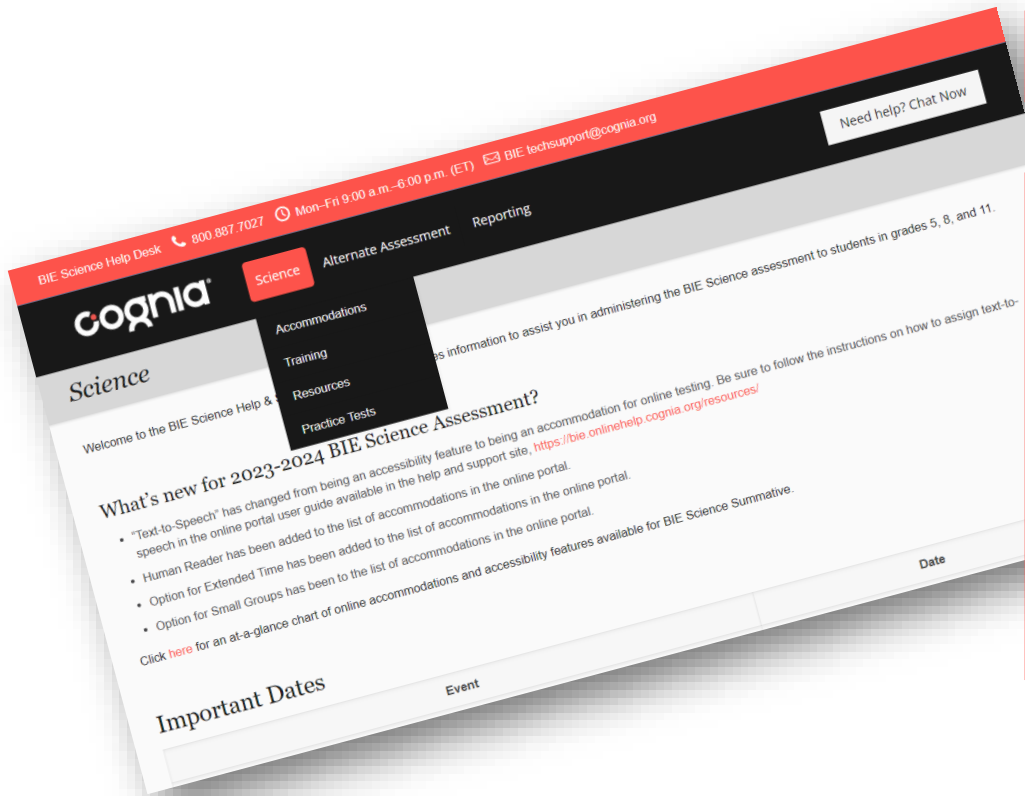 BIE Science Help Desk 800.887.7027 Mon–Fri 9:00 a.m.–6:00 p.m. (ET) BIE techsupport@cognia.org
Need help? Chat Now
cognia
Science Alternate Assessment Reporting
Accommodations
Training
Resources
Practice Tests
Science
Welcome to the BIE Science Help & information to assist you in administering the BIE Science assessment to students in grades 5, 8, and 11.
What's new for 2023-2024 BIE Science Assessment?
• "Text-to-Speech" has changed from being an accessibility feature to being an accommodation for online testing. Be sure to follow the instructions on how to assign text-to-
speech in the online portal user guide available in the help and support site, https://bie.onlinehelp.cognia.org/resources/
• Human Reader has been added to the list of accommodations in the online portal.
• Option for Extended Time has been added to the list of accommodations in the online portal.
• Option for Small Groups has been to the list of accommodations in the online portal.
Click here for an at-a-glance chart of online accommodations and accessibility features available for BIE Science Summative.
Important Dates
Event Date